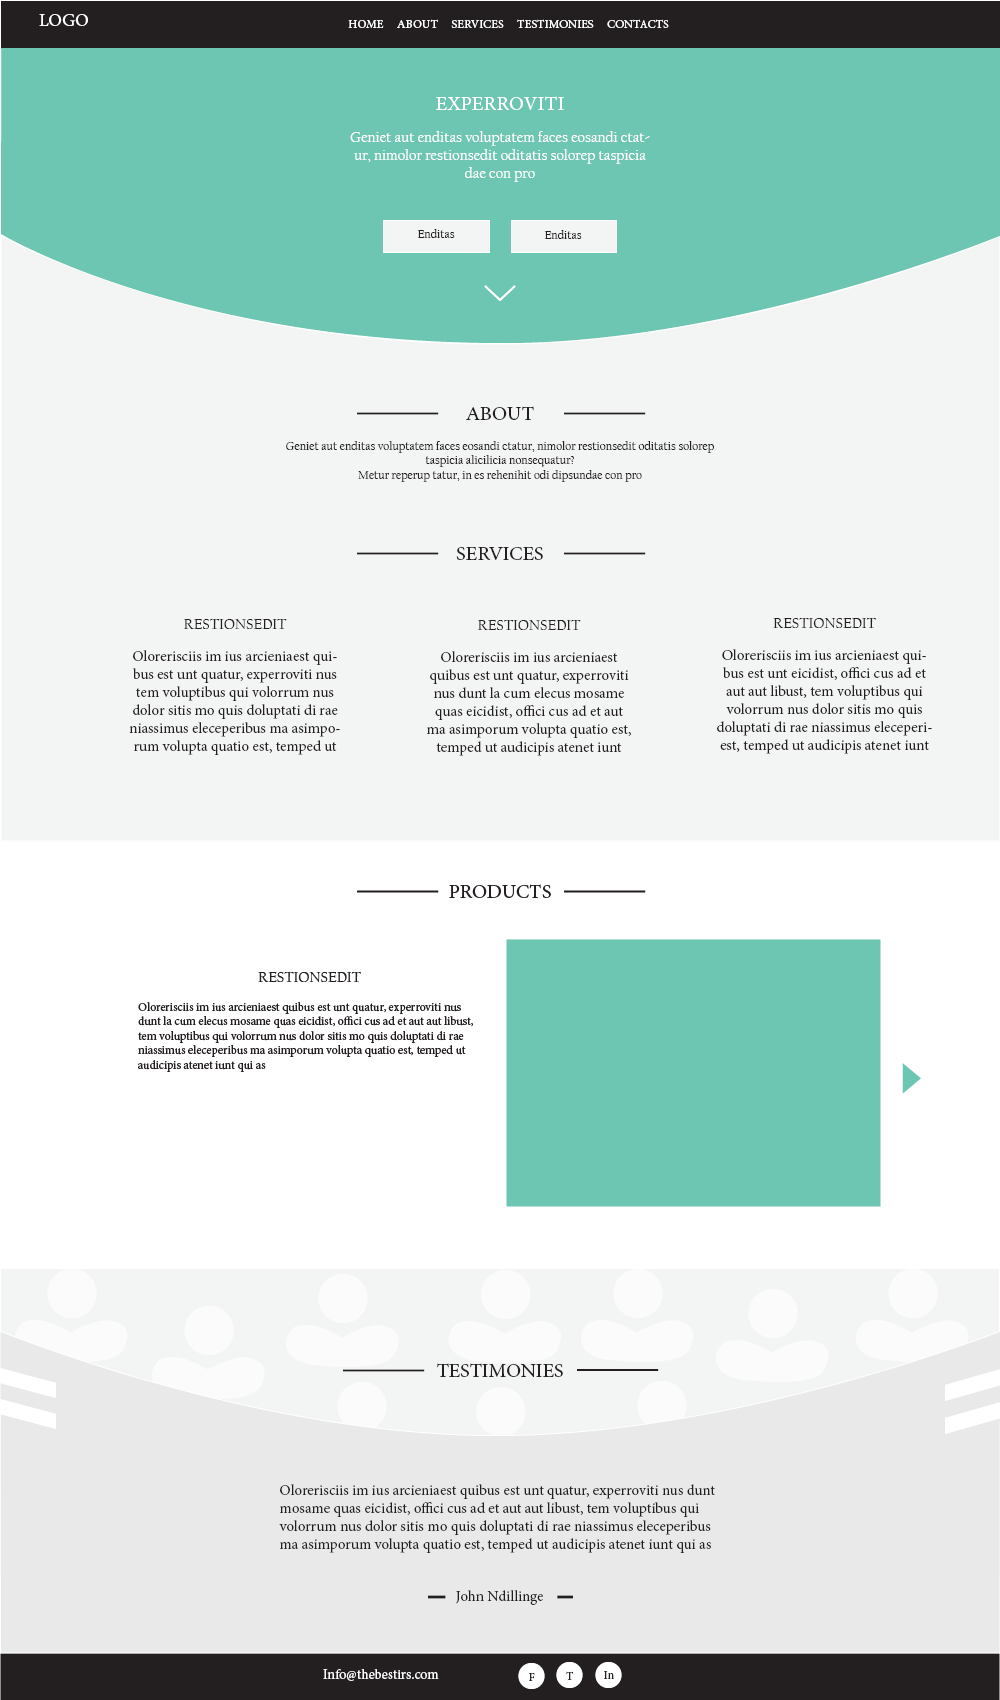 LOGO
HOME ABOUT SERVICES TESTIMONIES CONTACTS
EXPERROVITI
Geniet aut enditas voluptatem faces eosandi ctat-
ur, nimolor restionsedit oditatis solorep taspicia
dae con pro
Enditas
Enditas
ABOUT
Geniet aut enditas voluptatem faces eosandi ctatur, nimolor restionsedit oditatis solorep
taspicia alicilicia nonsequatur?
Metur reperup tatur, in es rehenihit odi dipsundae con pro
SERVICES
RESTIONSEDIT
Olorerisciis im ius arcieniaest qui-
bus est unt quatur, experroviti nus
tem voluptibus qui volorrum nus
dolor sitis mo quis doluptati di rae
niassimus eleceperibus ma asimpo-
rum volupta quatio est, temped ut
RESTIONSEDIT
Olorerisciis im ius arcieniaest
quibus est unt quatur, experroviti
nus dunt la cum elecus mosame
quas eicidist, offici cus ad et aut
ma asimporum volupta quatio est,
temped ut audicipis atenet iunt
RESTIONSEDIT
Olorerisciis im ius arcieniaest qui-
bus est unt eicidist, offici cus ad et
aut aut libust, tem voluptibus qui
volorrum nus dolor sitis mo quis
doluptati di rae niassimus eleceperi-
est, temped ut audicipis atenet iunt
PRODUCTS
RESTIONSEDIT
Olorerisciis im ius arcieniaest quibus est unt quatur, experroviti nus
dunt la cum elecus mosame quas eicidist, offici cus ad et aut aut libust,
tem voluptibus qui volorrum nus dolor sitis mo quis doluptati di rae
niassimus eleceperibus ma asimporum volupta quatio est, temped ut
audicipis atenet iunt qui as
TESTIMONIES
Olorerisciis im ius arcieniaest quibus est unt quatur, experroviti nus dunt
mosame quas eicidist, offici cus ad et aut aut libust, tem voluptibus qui
volorrum nus dolor sitis mo quis doluptati di rae niassimus eleceperibus
ma asimporum volupta quatio est, temped ut audicipis atenet iunt qui as
John Ndillinge
Info@thebestirs.com F T In